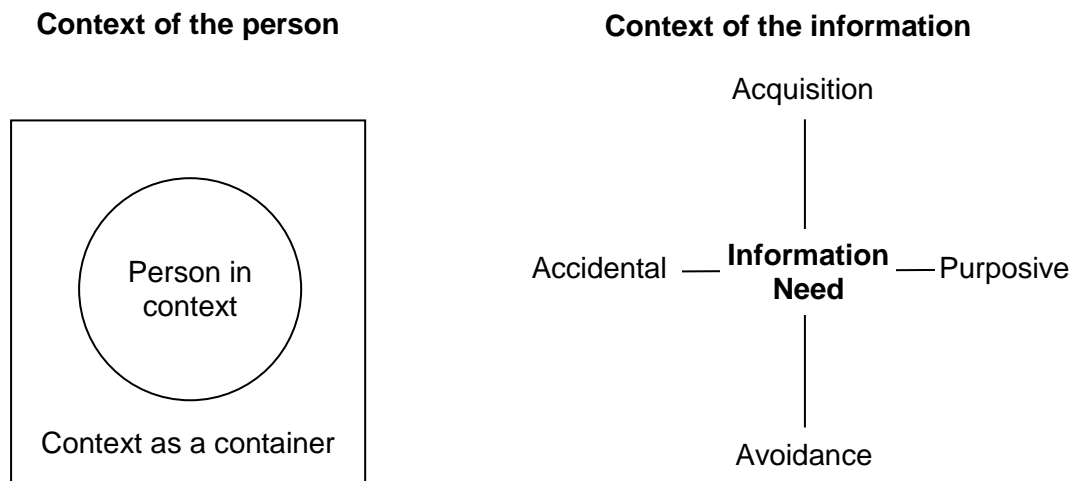 Context of the person
Person in
context
Context as a container
Context of the information
Acquisition
Accidental
Information
Need
Purposive
Avoidance